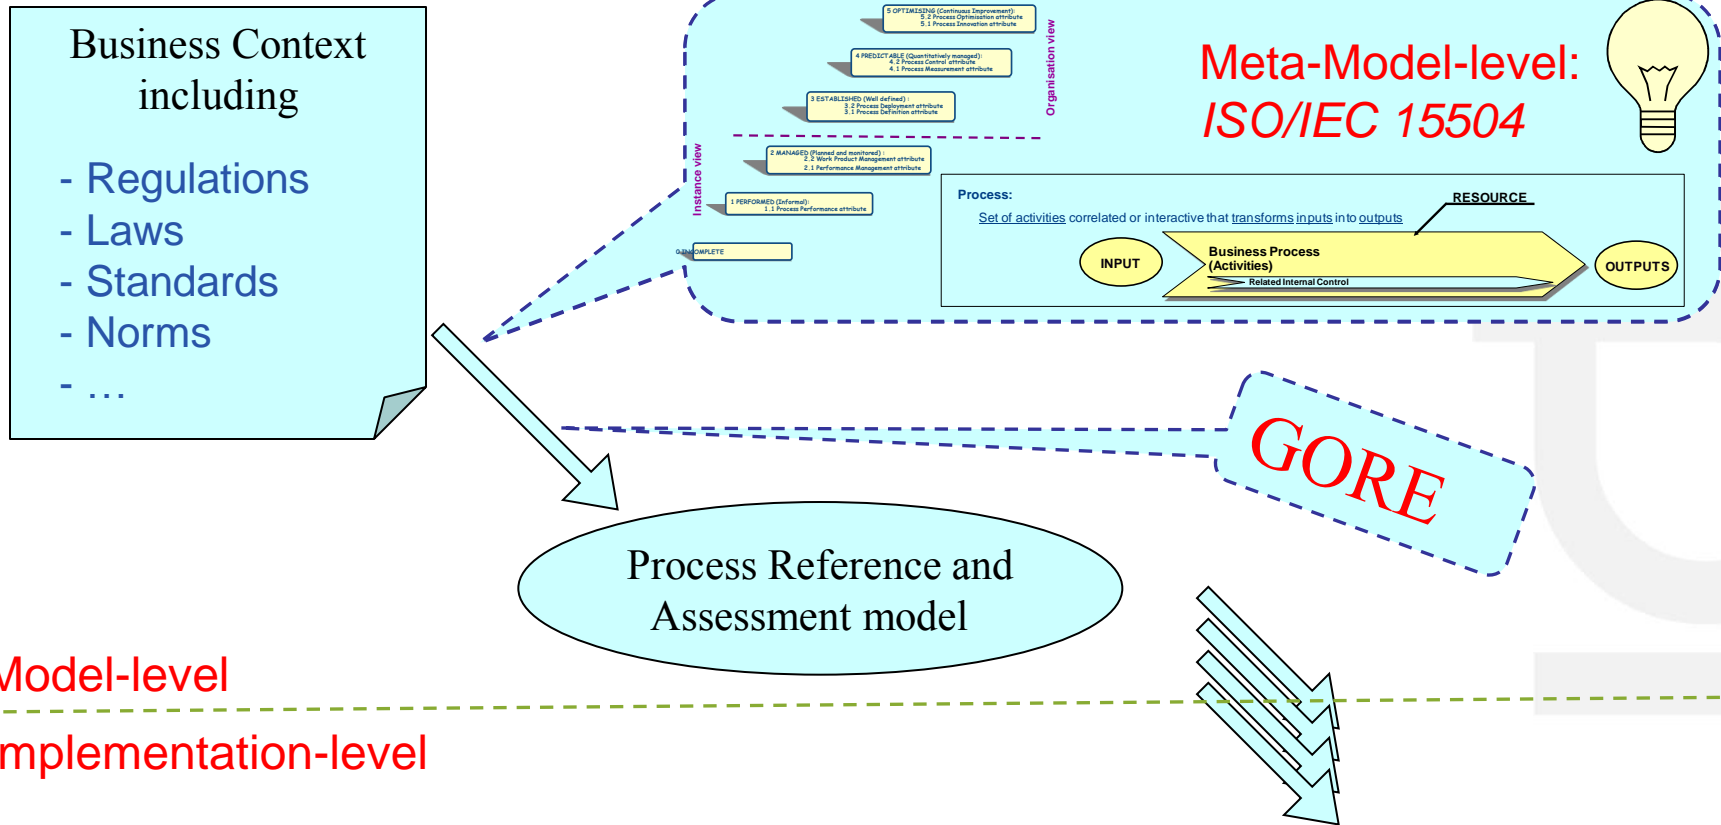 Business Context
including
- Regulations
- Laws
- Standards
- Norms
- …
5 OPTIMISING (Continuous Improvement):
5.2 Process Optimisation attribute
5.1 Process Innovation attribute
4 PREDICTABLE (Quantitatively managed):
4.2 Process Control attribute
4.1 Process Measurement attribute
3 ESTABLISHED (Well defined) :
3.2 Process Deployment attribute
3.1 Process Definition attribute
Organisation view
2 MANAGED (Planned and monitored) :
2.2 Work Product Management attribute
2.1 Performance Management attribute
1 PERFORMED (Informal):
1.1 Process Performance attribute
Instance view
0 INCOMPLETE
Meta-Model-level:
ISO/IEC 15504
Process:
RESOURCE
Set of activities correlated or interactive that transforms inputs into outputs
INPUT
Business Process
(Activities)
Related Internal Control
OUTPUTS
GORE
Process Reference and
Assessment model
Model-level
mplementation-level